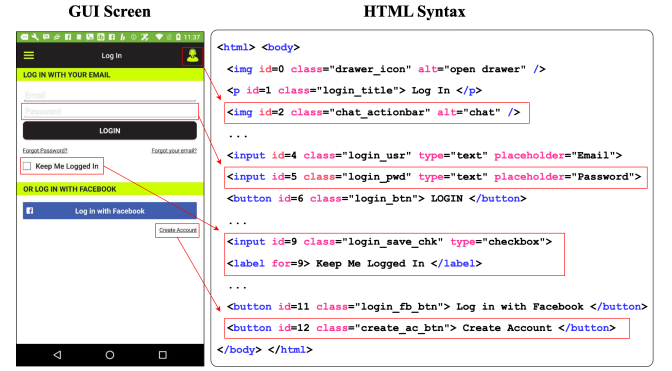 GUI Screen
HTML Syntax
11:37
Log In
LOG IN WITH YOUR EMAIL
Email
Password
LOGIN
Forgot Password?
Forgot your email?
Keep Me Logged In
OR LOG IN WITH FACEBOOK
Log in with Facebook
Create Account
<html> <body>
<img id=0 class="drawer_icon" alt="open drawer" />
<p id=1 class="login_title"> Log In </p>
<img id=2 class="chat_actionbar" alt="chat" />
...
<input id=4 class="login_usr" type="text" placeholder="Email">
<input id=5 class="login_pwd" type="text" placeholder="Password">
<button id=6 class="login_btn"> LOGIN </button>
...
<input id=9 class="login_save_chk" type="checkbox">
<label for=9> Keep Me Logged In </label>
...
<button id=11 class="login_fb_btn"> Log in with Facebook </button>
<button id=12 class="create_ac_btn"> Create Account </button>
</body> </html>